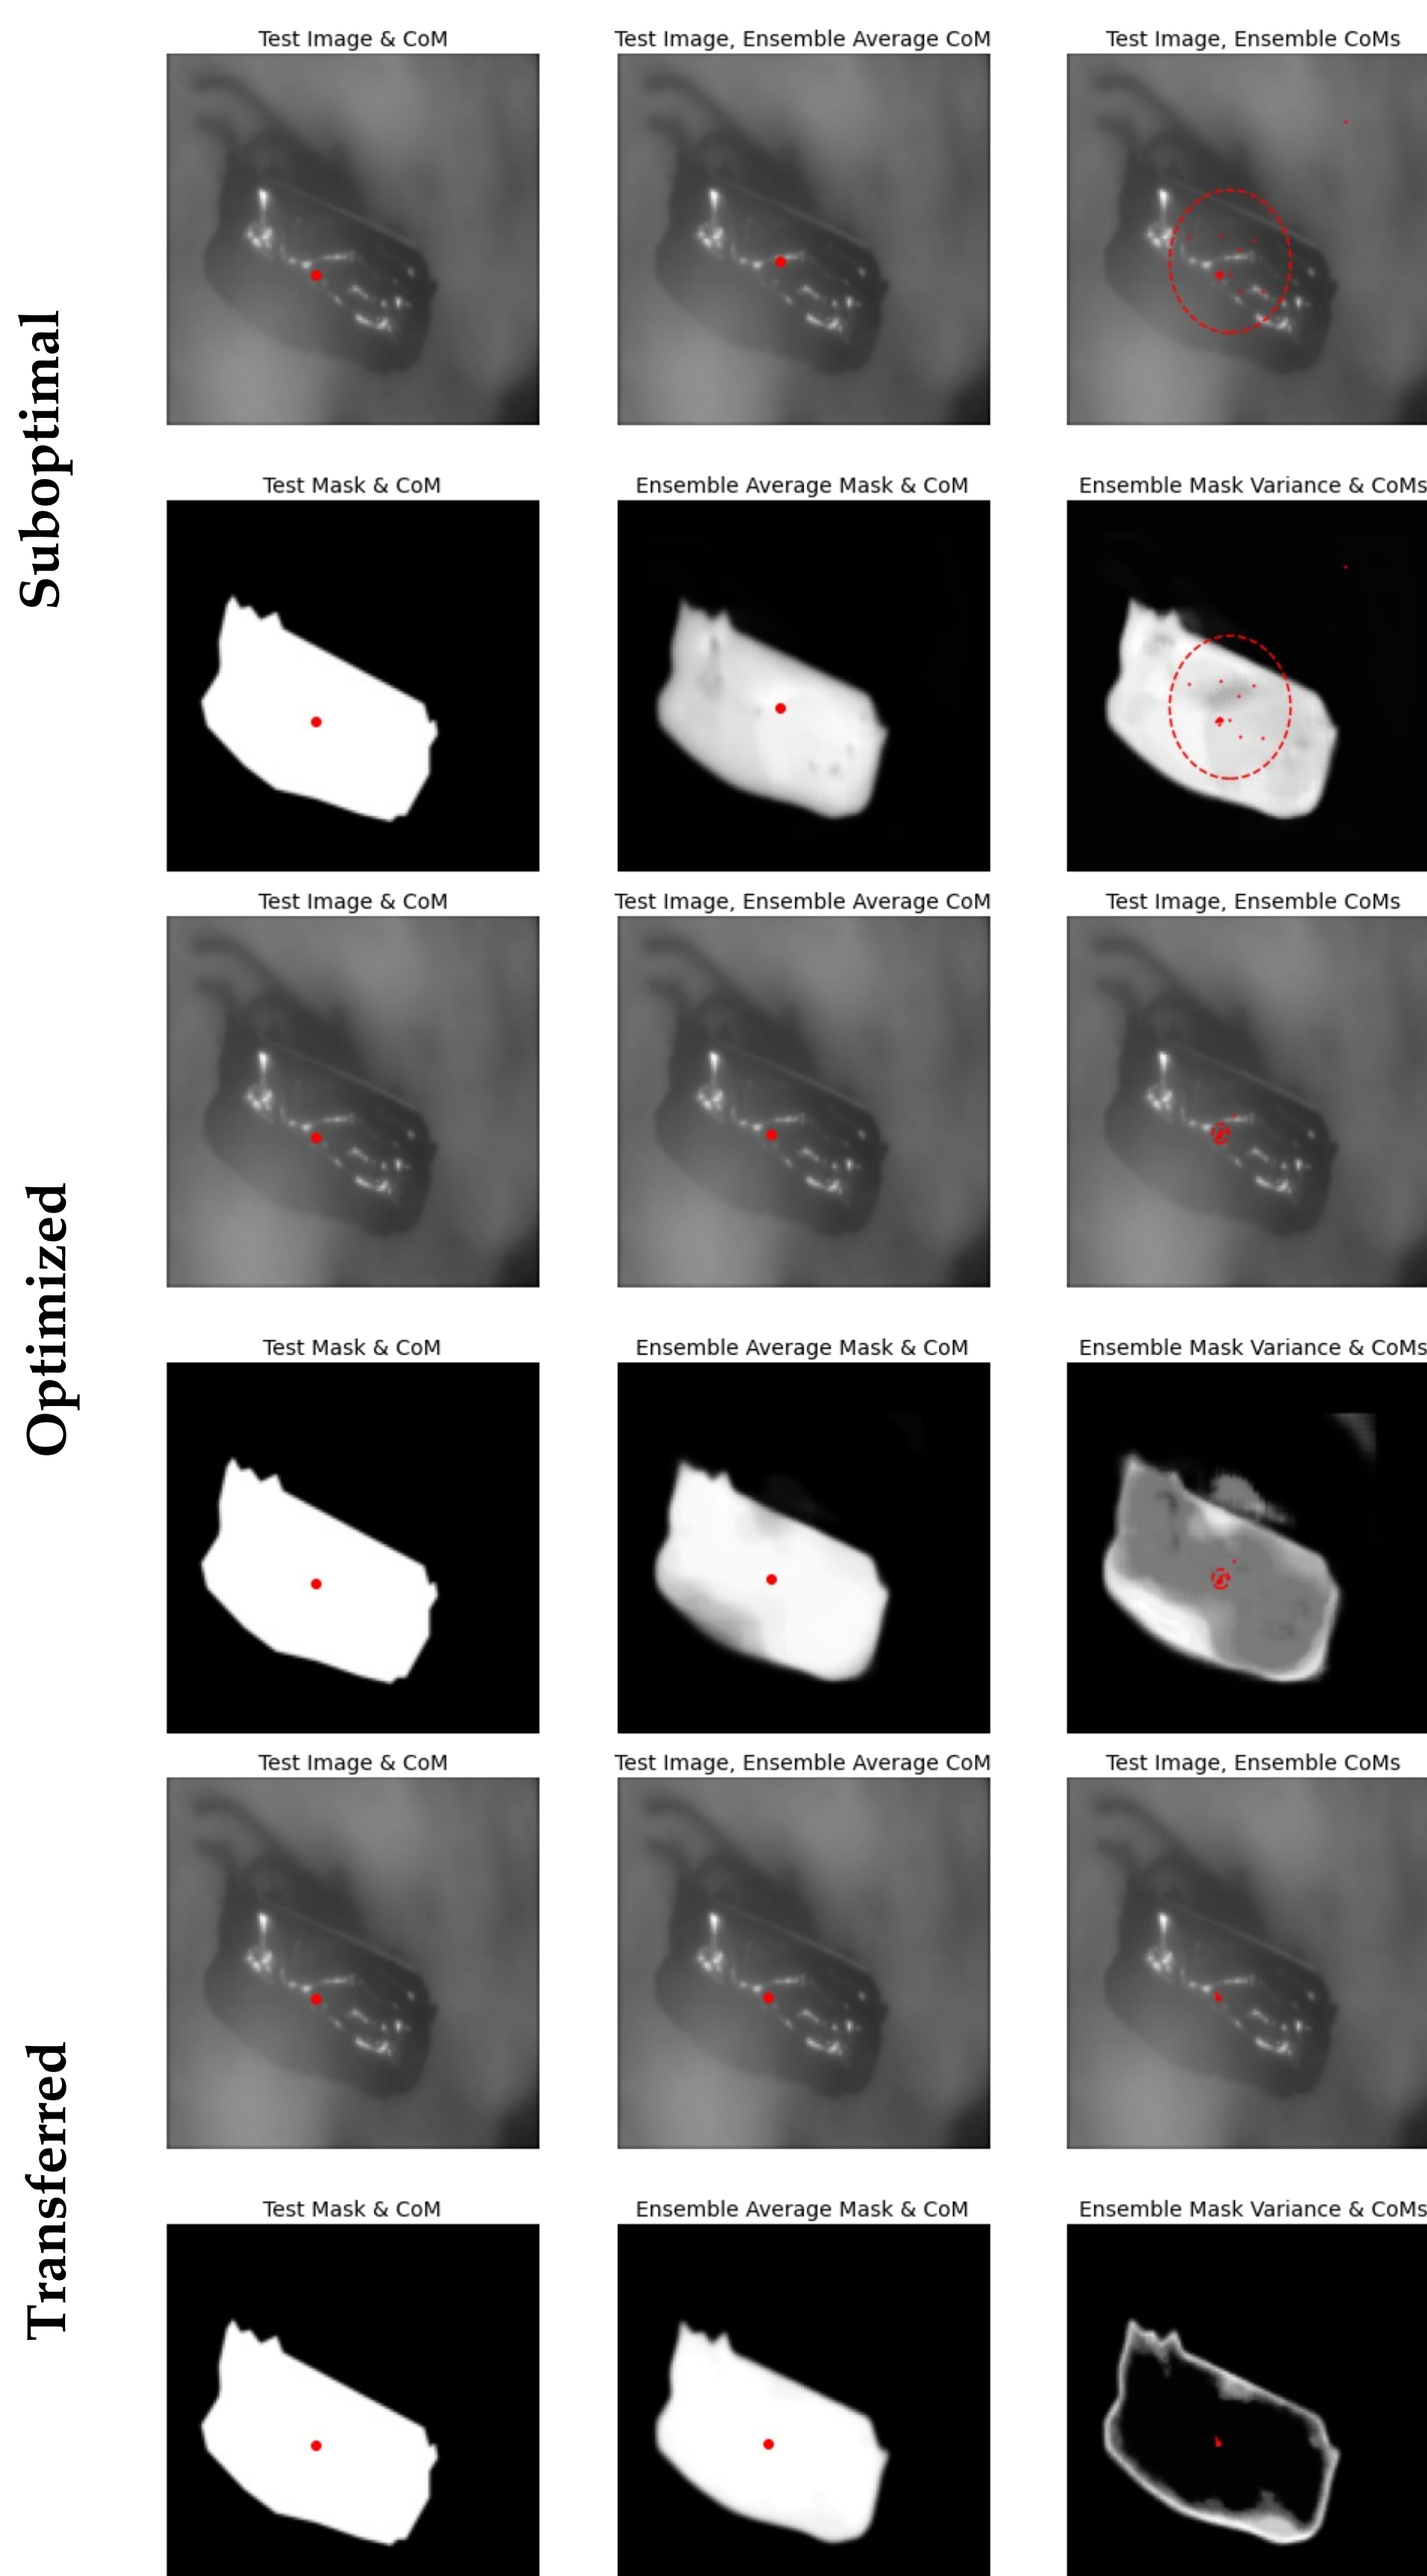 Suboptimal
Test Image & CoM
Test Image, Ensemble Average CoM
Test Image, Ensemble CoMs
Test Mask & CoM
Ensemble Average Mask & CoM
Ensemble Mask Variance & CoMs
Optimized
Test Image & CoM
Test Image, Ensemble Average CoM
Test Image, Ensemble CoMs
Test Mask & CoM
Ensemble Average Mask & CoM
Ensemble Mask Variance & CoMs
Transferred
Test Image & CoM
Test Image, Ensemble Average CoM
Test Image, Ensemble CoMs
Test Mask & CoM
Ensemble Average Mask & CoM
Ensemble Mask Variance & CoMs